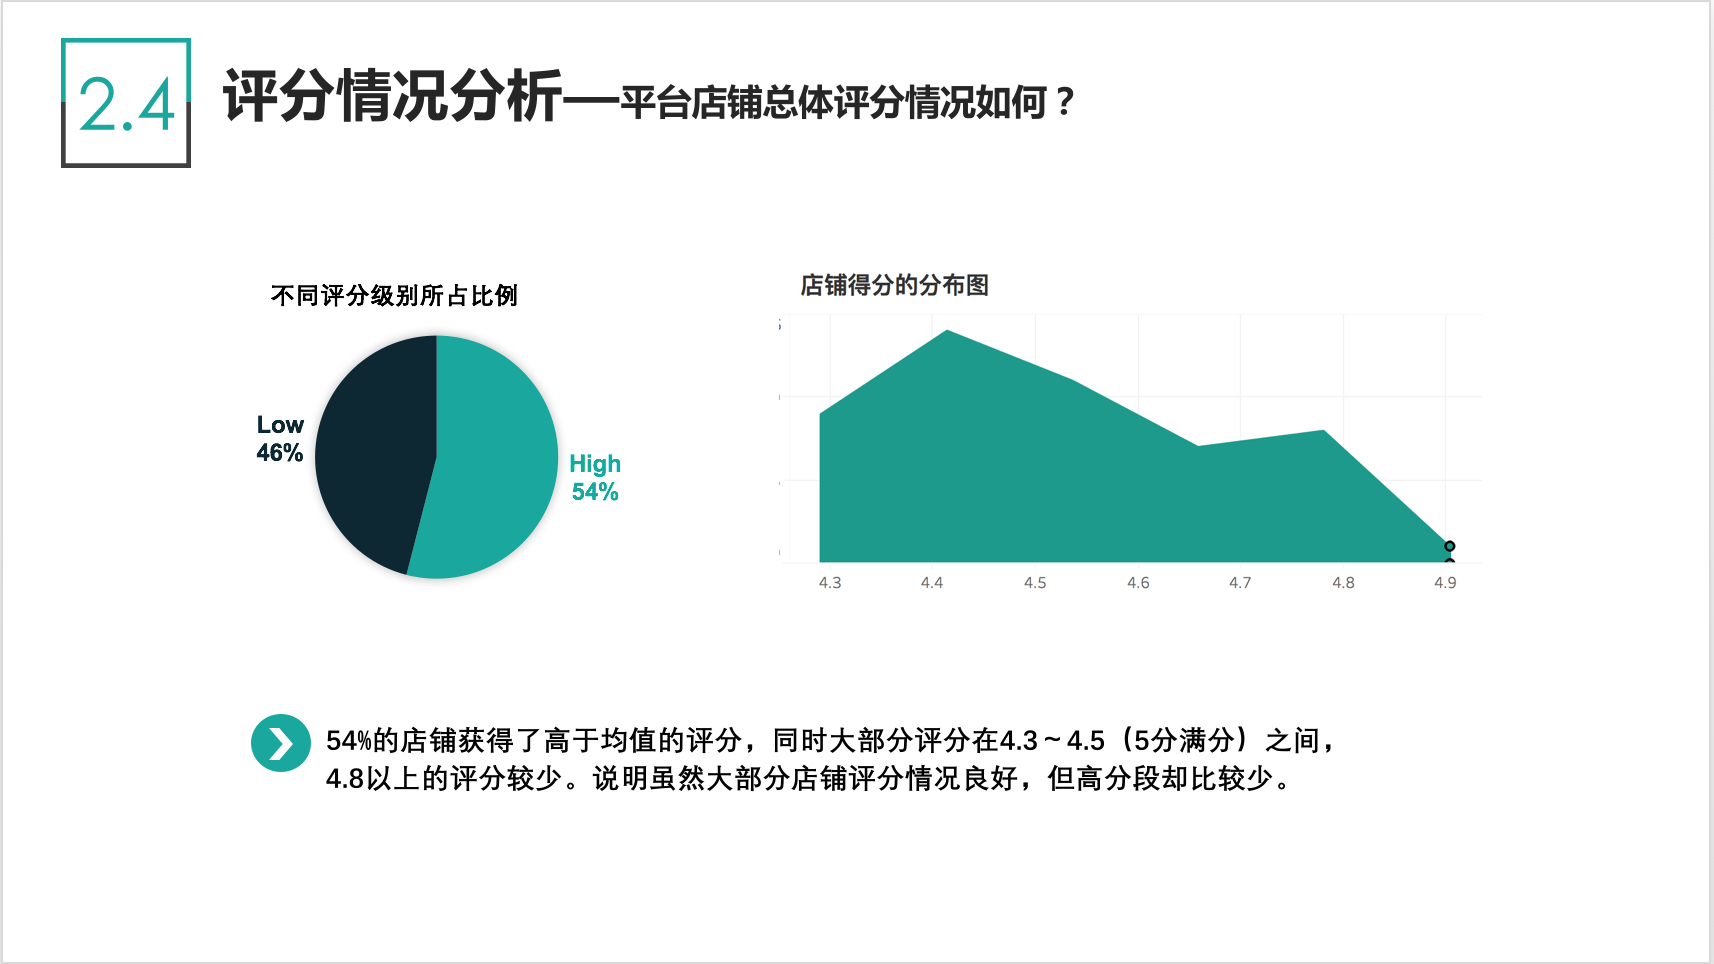 2.4
评分情况分析——平台店铺总体评分情况如何？
不同评分级别所占比例
Low
46%
High
54%
店铺得分的分布图
4.3 4.4 4.5 4.6 4.7 4.8 4.9
54%的店铺获得了高于均值的评分，同时大部分评分在4.3～4.5（5分满分）之间，
4.8以上的评分较少。说明虽然大部分店铺评分情况良好，但高分段却比较少。